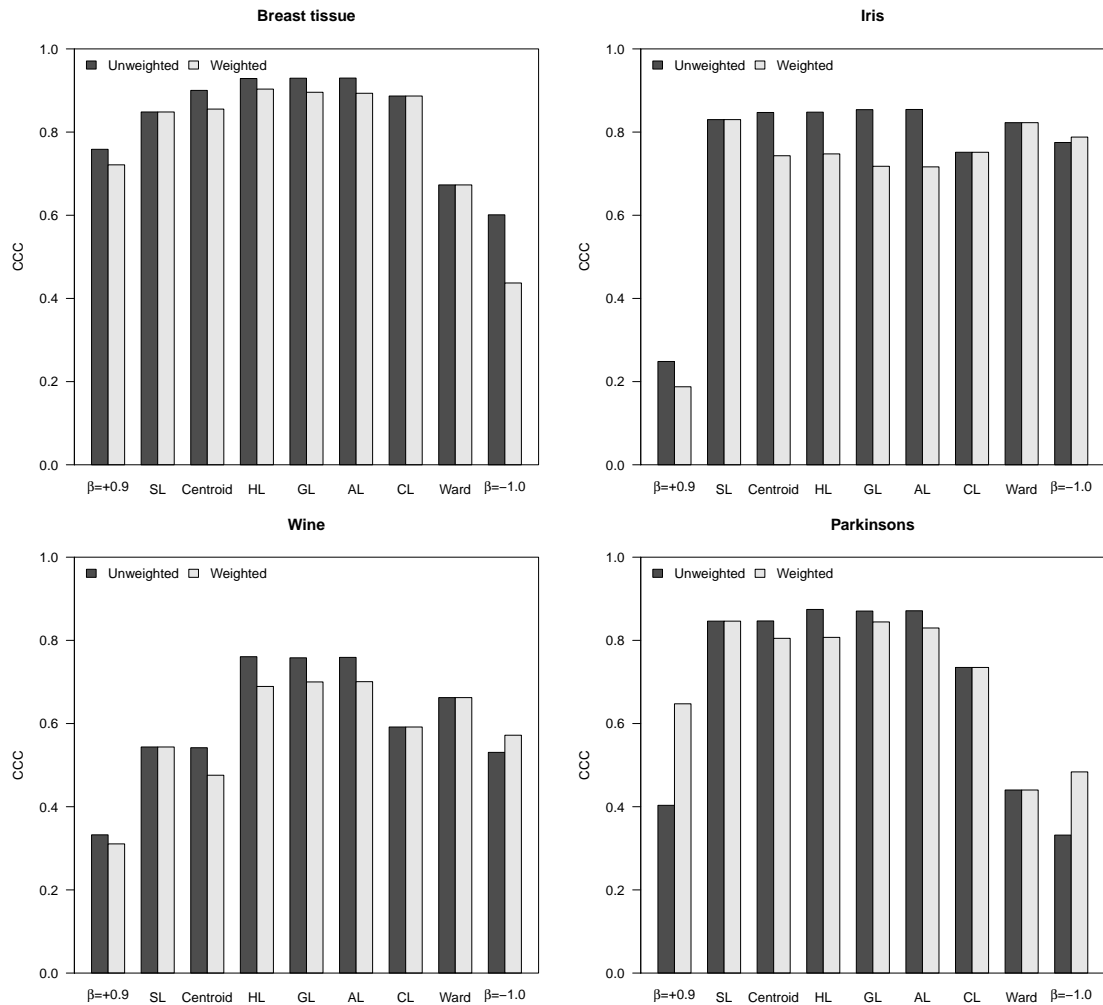 Breast tissue
Unweighted Weighted
CCC
1.0
0.8
0.6
0.4
0.2
0.0
β=+0.9 SL Centroid HL GL AL CL Ward β=−1.0
Iris
Unweighted Weighted
CCC
1.0
0.8
0.6
0.4
0.2
0.0
β=+0.9 SL Centroid HL GL AL CL Ward β=−1.0
Wine
Unweighted Weighted
CCC
1.0
0.8
0.6
0.4
0.2
0.0
β=+0.9 SL Centroid HL GL AL CL Ward β=−1.0
Parkinsons
Unweighted Weighted
CCC
1.0
0.8
0.6
0.4
0.2
0.0
β=+0.9 SL Centroid HL GL AL CL Ward β=−1.0